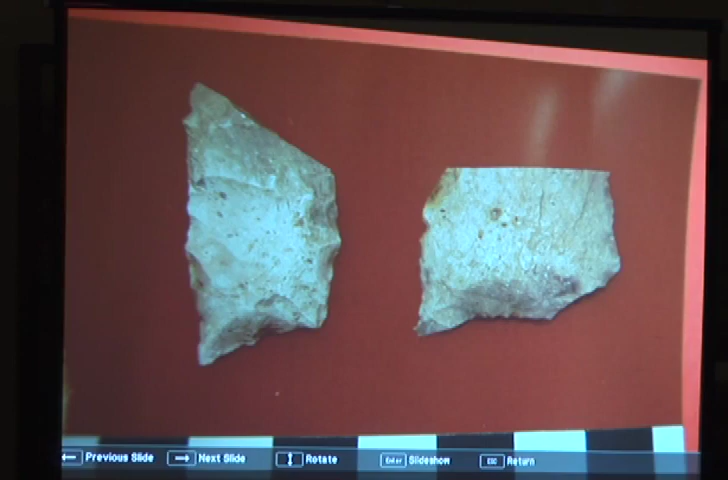 ← Previous Slide → Next Slide ↕ Rotate Enter Slideshow ESC Return